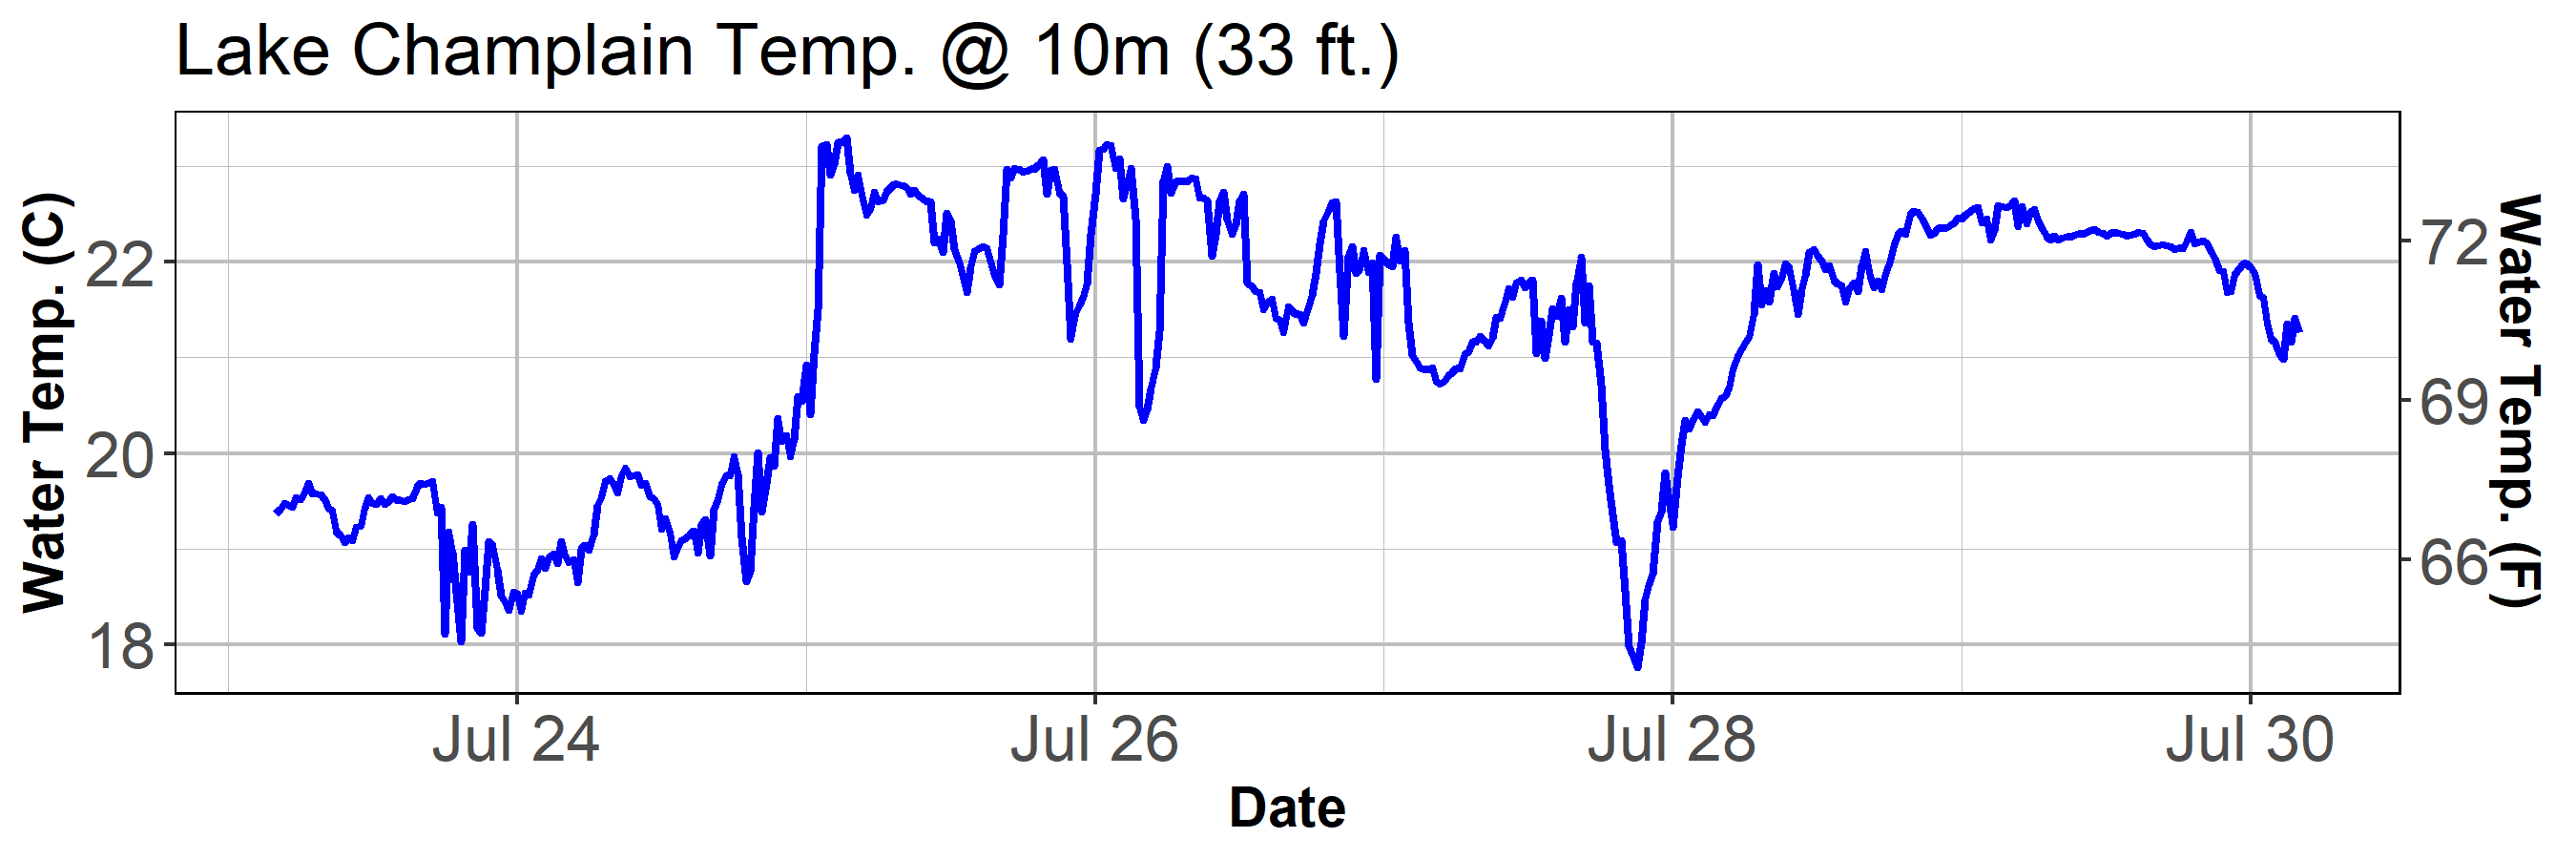 Lake Champlain Temp. @ 10m (33 ft.)
Water Temp. (C)
22
20
18
72
69
66
Water Temp. (F)
Jul 24
Jul 26
Jul 28
Jul 30
Date